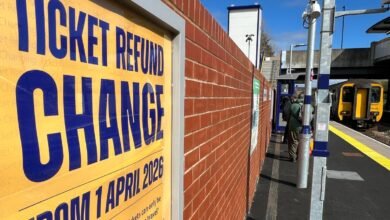 TICKET REFUND
CHANGE
FROM 1 APRIL 2026